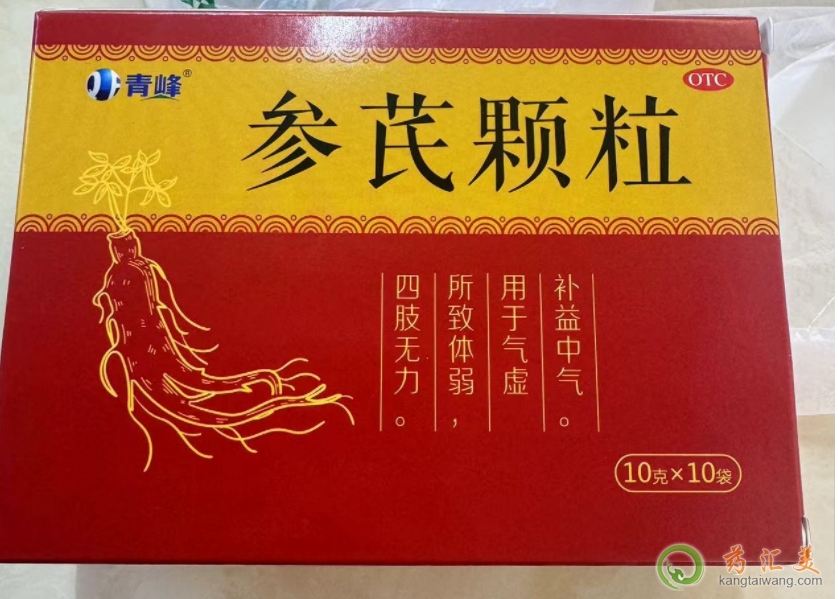 青峰®
OTC
参芪颗粒
补益中气。
用于气虚
所致体弱，
四肢无力。
10克×10袋
药汇美
kangtaiwang.com